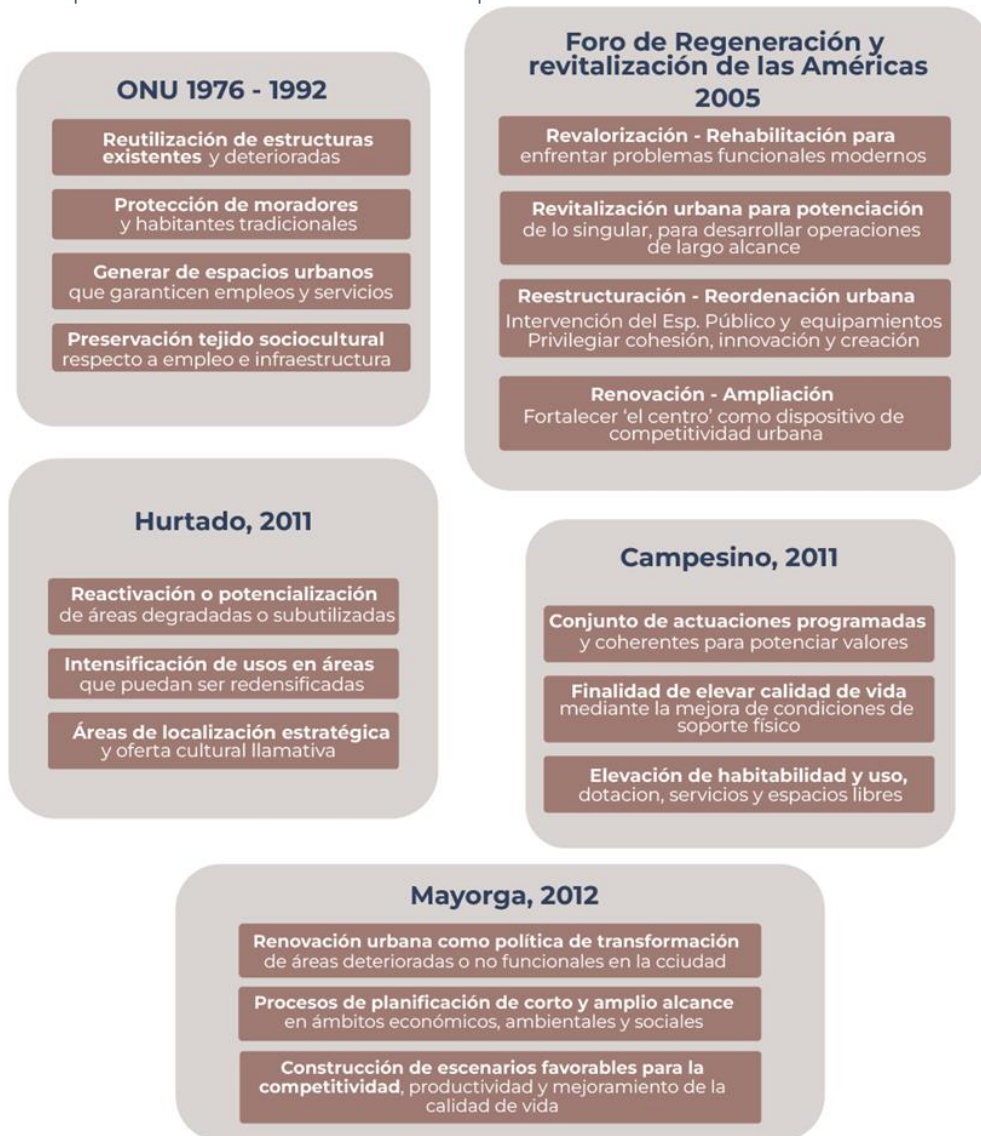 ONU 1976 - 1992
Reutilización de estructuras
existentes y deterioradas
Protección de moradores
y habitantes tradicionales
Generar de espacios urbanos
que garanticen empleos y servicios
Preservación tejido sociocultural
respecto a empleo e infraestructura
Foro de Regeneración y
revitalización de las Américas
2005
Revalorización - Rehabilitación para
enfrentar problemas funcionales modernos
Revitalización urbana para potenciación
de lo singular, para desarrollar operaciones
de largo alcance
Reestructuración - Reordenación urbana
Intervención del Esp. Público y equipamientos
Privilegiar cohesión, innovación y creación
Renovación - Ampliación
Fortalecer ‘el centro’ como dispositivo de
competitividad urbana
Hurtado, 2011
Reactivación o potencialización
de áreas degradadas o subutilizadas
Intensificación de usos en áreas
que puedan ser redensificadas
Áreas de localización estratégica
y oferta cultural llamativa
Campesino, 2011
Conjunto de actuaciones programadas
y coherentes para potenciar valores
Finalidad de elevar calidad de vida
mediante la mejora de condiciones de
soporte físico
Elevación de habitabilidad y uso,
dotacion, servicios y espacios libres
Mayorga, 2012
Renovación urbana como política de transformación
de áreas deterioradas o no funcionales en la cciudad
Procesos de planificación de corto y amplio alcance
en ámbitos económicos, ambientales y sociales
Construcción de escenarios favorables para la
competitividad, productividad y mejoramiento de la
calidad de vida